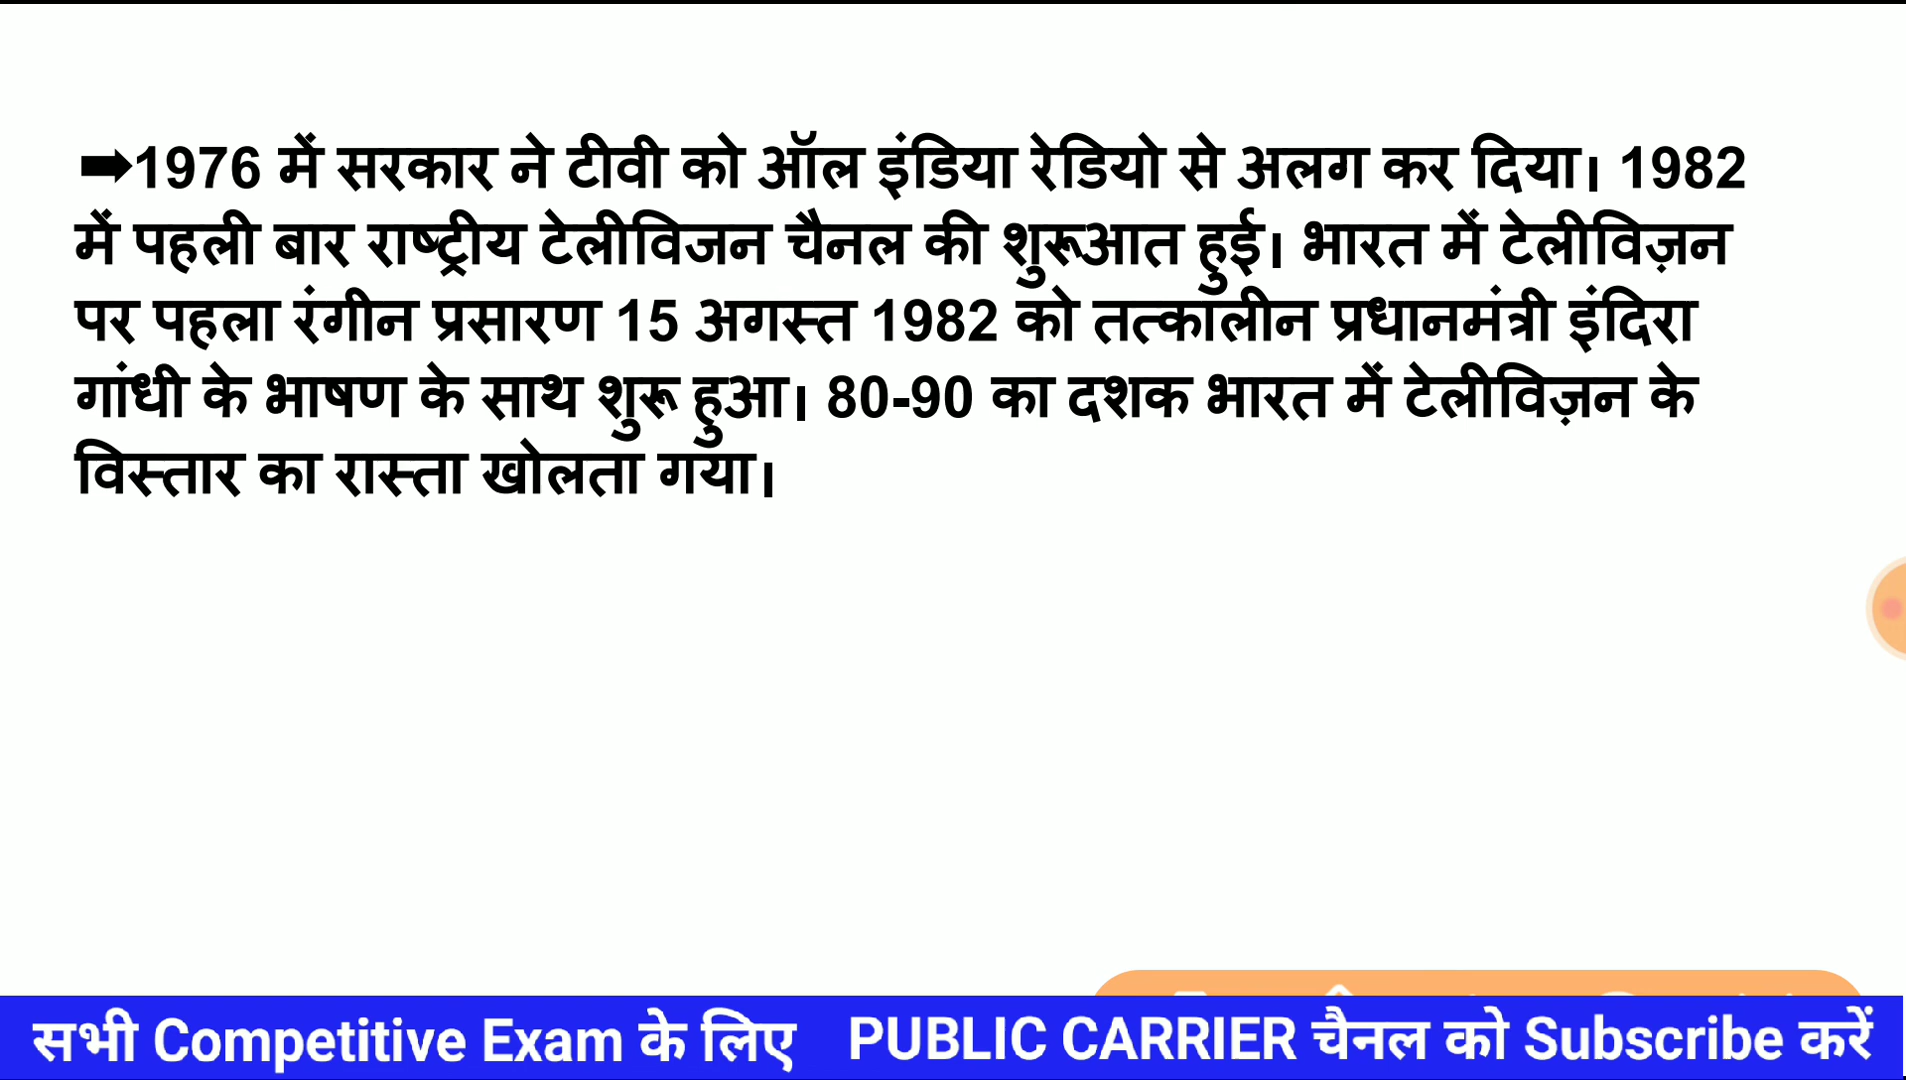 ➡1976 में सरकार ने टीवी को ऑल इंडिया रेडियो से अलग कर दिया। 1982
में पहली बार राष्ट्रीय टेलीविजन चैनल की शुरूआत हुई। भारत में टेलीविज़न
पर पहला रंगीन प्रसारण 15 अगस्त 1982 को तत्कालीन प्रधानमंत्री इंदिरा
गांधी के भाषण के साथ शुरू हुआ। 80-90 का दशक भारत में टेलीविज़न के
विस्तार का रास्ता खोलता गया।
सभी Competitive Exam के लिए PUBLIC CARRIER चैनल को Subscribe करें